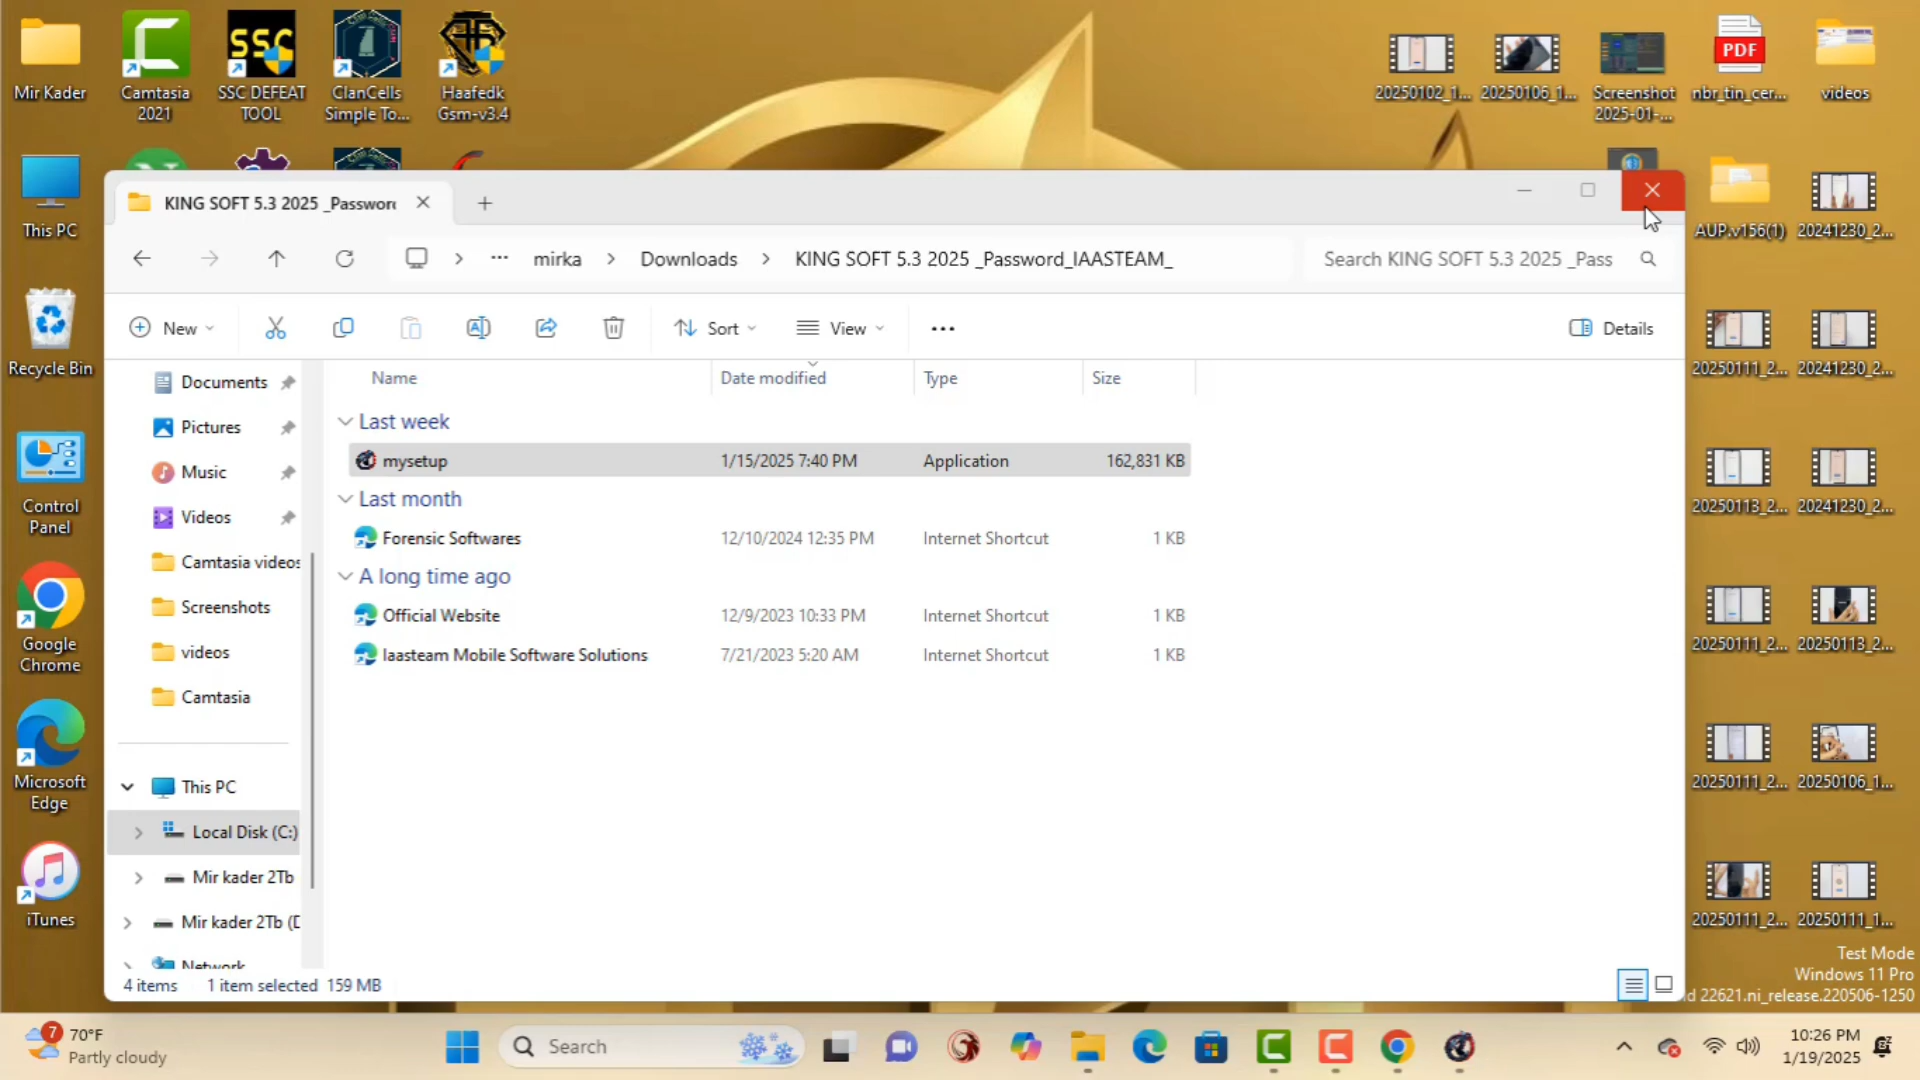 Mir Kader
Camtasia
2021
SSC
SSC DEFEAT
TOOL
ClanCells
Simple To...
Haafedk
Gsm-v3.4
20250102_1...
20250106_1...
Screenshot
2025-01-...
PDF
nbr_tin_cer...
videos
This PC
AUP.v156(1)
20241230_2...
Recycle Bin
20250111_2...
20241230_2...
Control
Panel
20250113_2...
20241230_2...
Google
Chrome
20250111_2...
20250113_2...
Microsoft
Edge
20250111_2...
20250106_1...
iTunes
20250111_2...
20250111_1...
KING SOFT 5.3 2025 _Passwor
mirka > Downloads > KING SOFT 5.3 2025 _Password_IAASTEAM_
Search KING SOFT 5.3 2025 _Pass
New
Sort
View
Details
Documents
Pictures
Music
Videos
Camtasia videos
Screenshots
videos
Camtasia
This PC
Local Disk (C:)
Mir kader 2Tb
Mir kader 2Tb (D
Network
Name Date modified Type Size
Last week
mysetup 1/15/2025 7:40 PM Application 162,831 KB
Last month
Forensic Softwares 12/10/2024 12:35 PM Internet Shortcut 1 KB
A long time ago
Official Website 12/9/2023 10:33 PM Internet Shortcut 1 KB
Iaasteam Mobile Software Solutions 7/21/2023 5:20 AM Internet Shortcut 1 KB
4 items 1 item selected 159 MB
Test Mode
Windows 11 Pro
d 22621.ni_release.220506-1250
7
70°F
Partly cloudy
Search
10:26 PM
1/19/2025